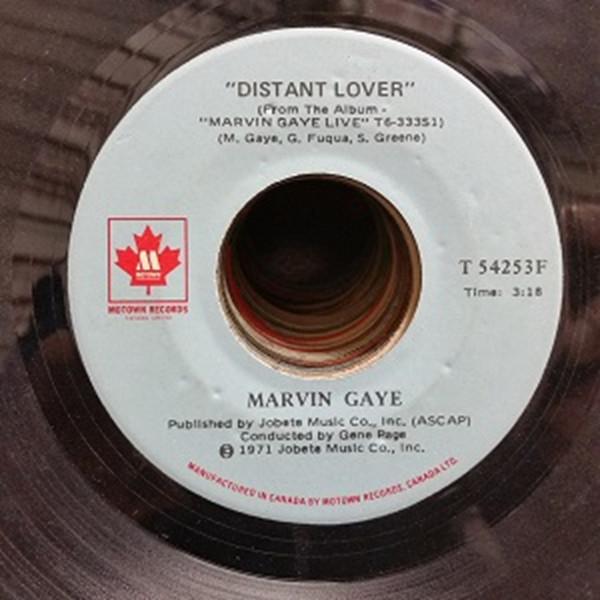 "DISTANT LOVER"
(From The Album -
"MARVIN GAYE LIVE" T6-333S1)
(M. Gaye, G. Fuqua, S. Greene)
M
MOTOWN
MOTOWN RECORDS
T 54253F
Time: 3:18
MARVIN GAYE
Published by Jobete Music Co., Inc. (ASCAP)
Conducted by Gene Page
℗ 1971 Jobete Music Co., Inc.
MANUFACTURED IN CANADA BY MOTOWN RECORDS, CANADA LTD.